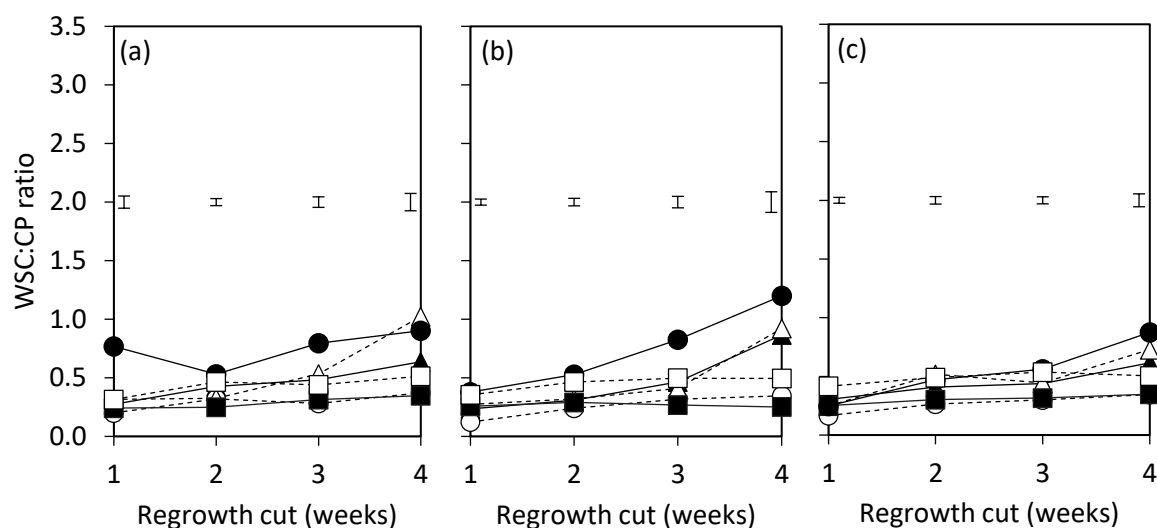 3.5
3.0
2.5
2.0
1.5
1.0
0.5
0.0
WSC:CP ratio
(a)
(b)
(c)
1 2 3 4
1 2 3 4
1 2 3 4
Regrowth cut (weeks)
Regrowth cut (weeks)
Regrowth cut (weeks)